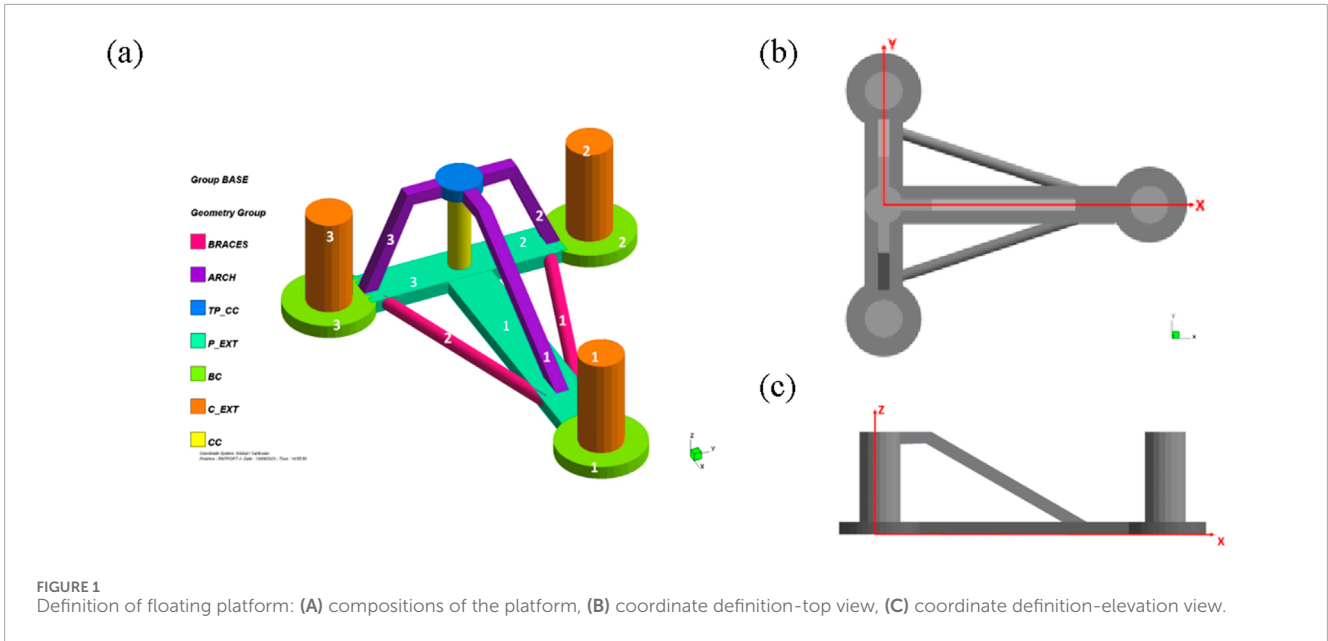 (a)
Group BASE
Geometry Group
BRACES
ARCH
TP_CC
P_EXT
BC
C_EXT
CC
2
3
2
3
2
2
3
1
1
3
2
1
1
1
Z
Y
X
(b)
Y
X
Y
X
(c)
Z
X
FIGURE 1
Definition of floating platform: (A) compositions of the platform, (B) coordinate definition-top view, (C) coordinate definition-elevation view.